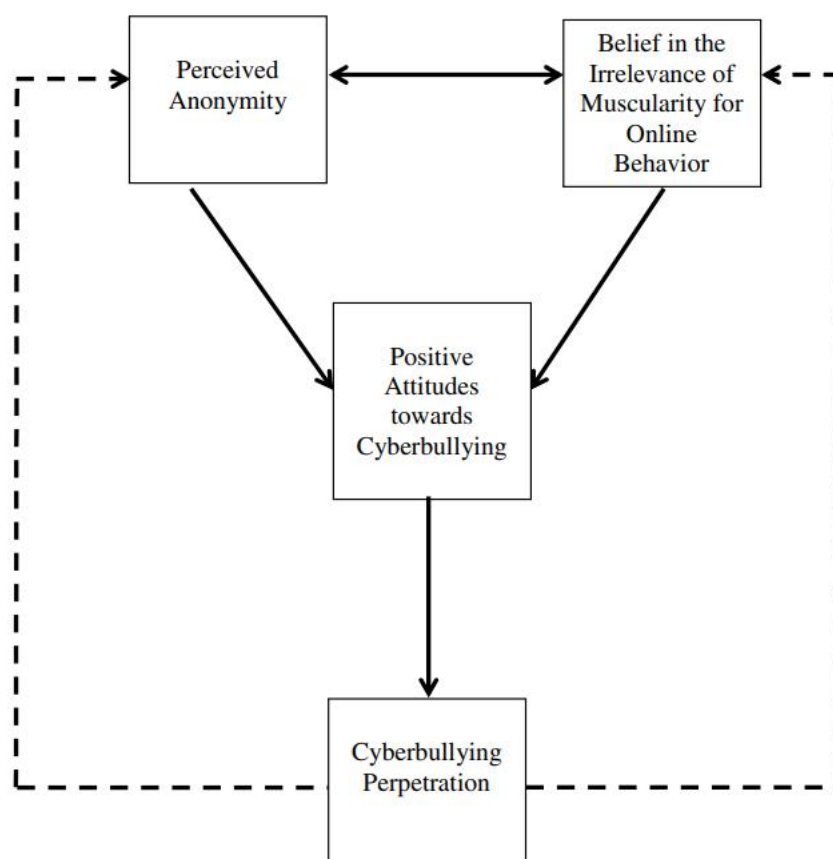 Perceived
Anonymity
Belief in the
Irrelevance of
Muscularity for
Online
Behavior
Positive
Attitudes
towards
Cyberbullying
Cyberbullying
Perpetration